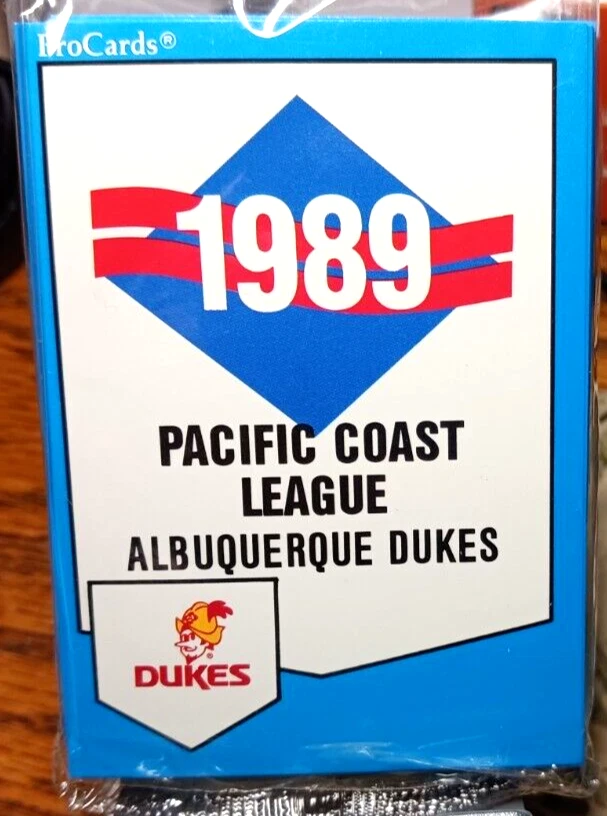 ProCards®
1989
PACIFIC COAST
LEAGUE
ALBUQUERQUE DUKES
DUKES